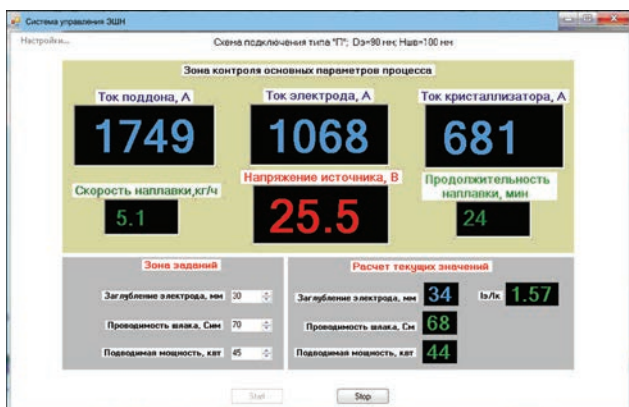 Система управления ЭШН
Настройки...
Схема подключения типа "П"; Dэ=90 мм; Hшв=100 мм
Зона контроля основных параметров процесса
Ток поддона, А
Ток электрода, А
Ток кристаллизатора, А
1749
1068
681
Скорость наплавки,кг/ч
Напряжение источника, В
Продолжительность
наплавки, мин
5.1
25.5
24
Зона заданий
Расчет текущих значений
Заглубление электрода, мм 30
Проводимость шлака, Сим 70
Подводимая мощность, квт 45
Заглубление электрода, мм 34
Iэ/Iк 1.57
Проводимость шлака, См 68
Подводимая мощность, квт 44
Start
Stop